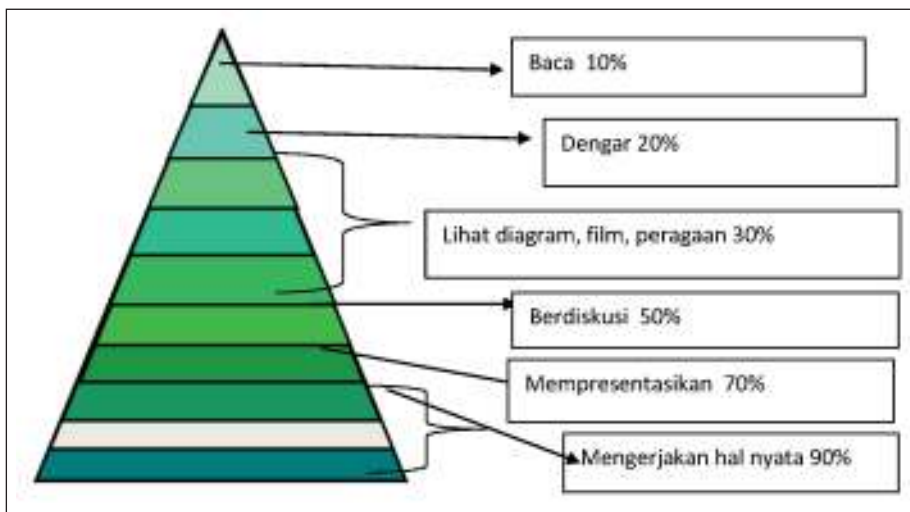 Baca 10%
Dengar 20%
Lihat diagram, film, peragaan 30%
Berdiskusi 50%
Mempresentasikan 70%
Mengerjakan hal nyata 90%